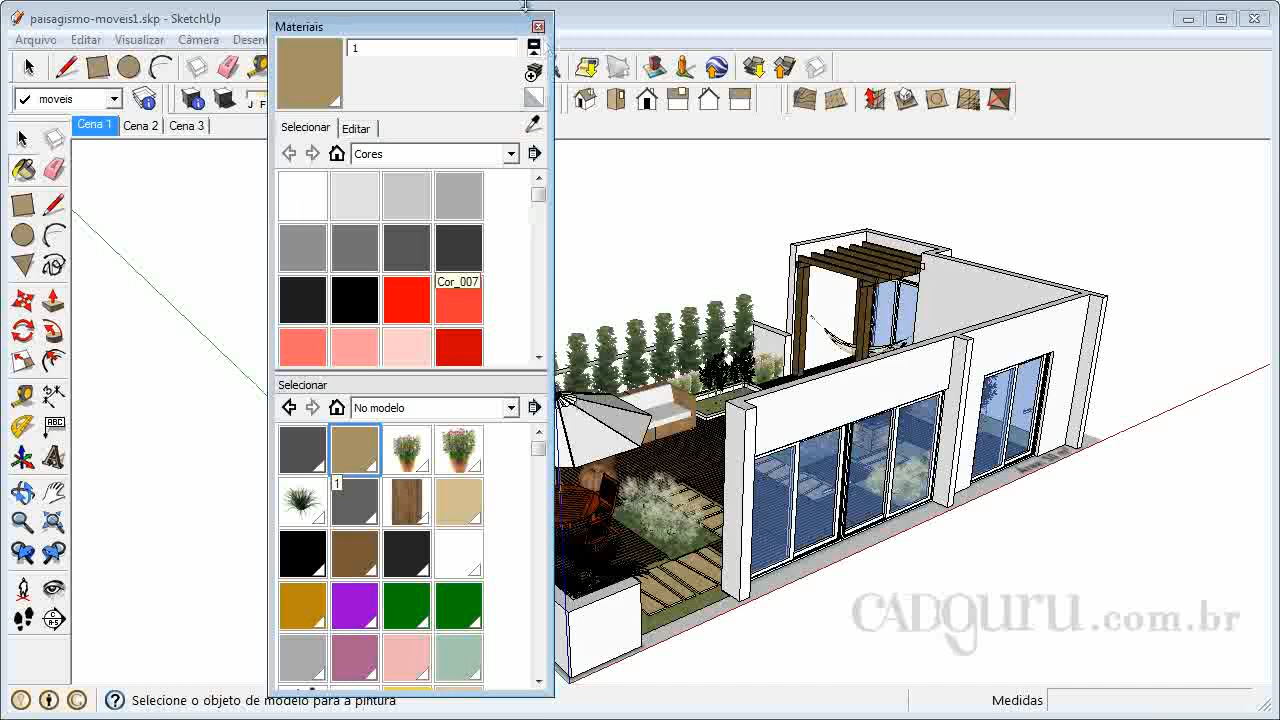 paisagismo-moveis1.skp - SketchUp
Materiais
Arquivo
Editar
Visualizar
Câmera
1
moveis
J F
Selecionar
Editar
Cena 1
Cena 2
Cena 3
Cores
Cor_007
Selecionar
No modelo
1
ABC
CADGURU.com.br
Selecione o objeto de modelo para a pintura
Medidas